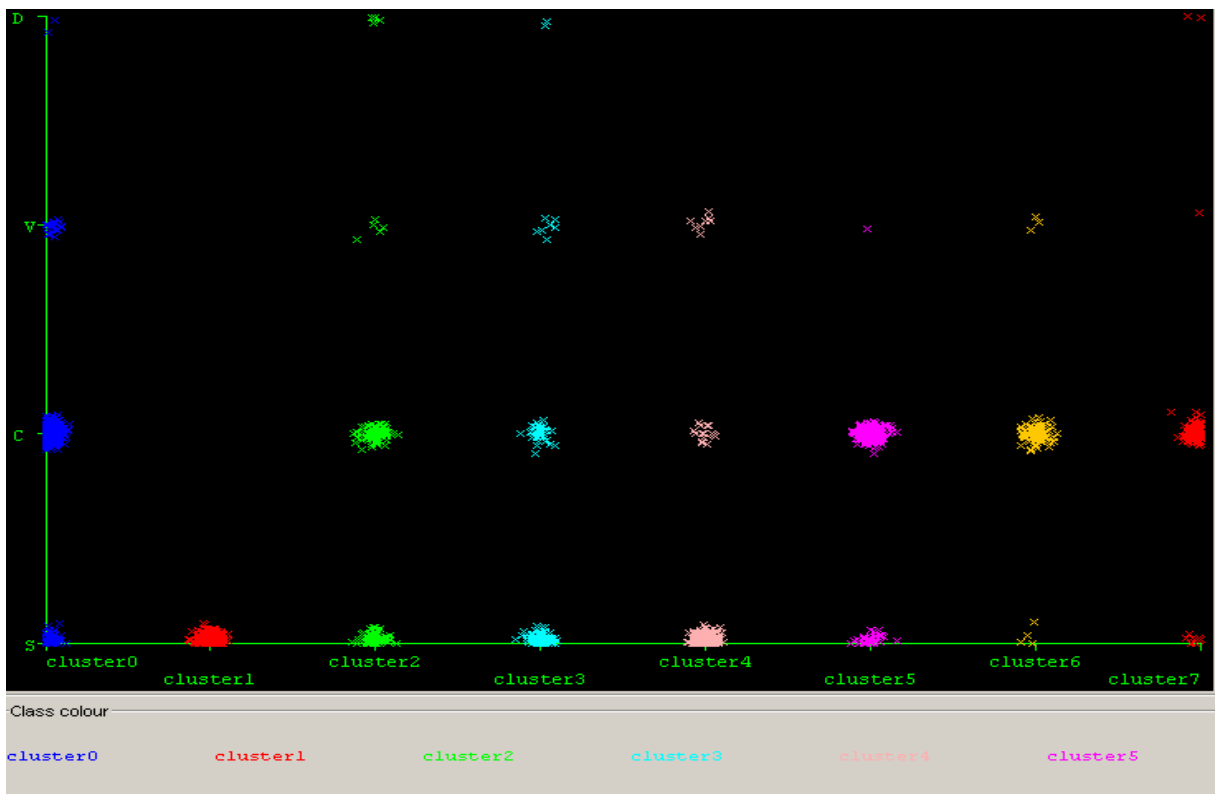 D
V
C
S
cluster0 cluster2 cluster4 cluster6
cluster1 cluster3 cluster5 cluster7
Class colour
cluster0 cluster1 cluster2 cluster3 cluster4 cluster5